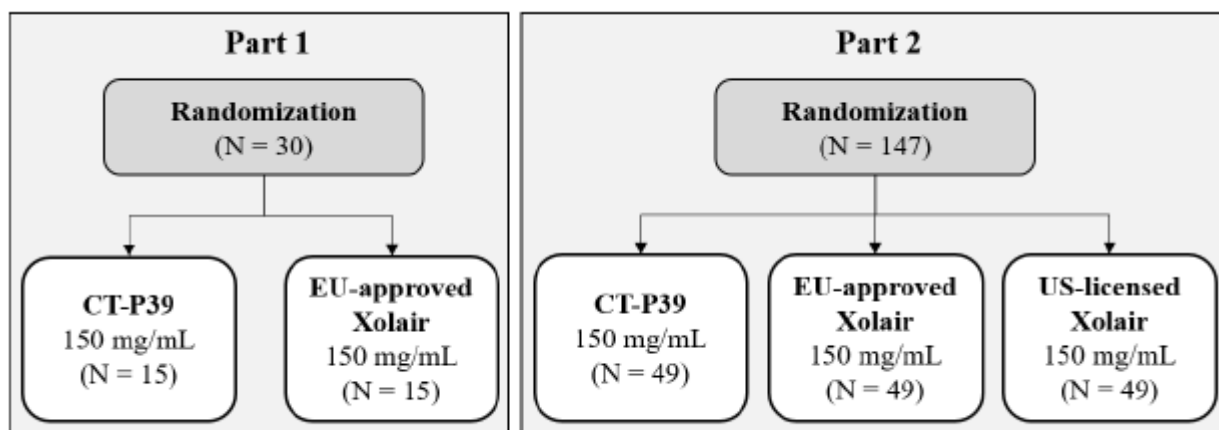 Part 1
Randomization
(N = 30)
CT-P39
150 mg/mL
(N = 15)
EU-approved
Xolair
150 mg/mL
(N = 15)
Part 2
Randomization
(N = 147)
CT-P39
150 mg/mL
(N = 49)
EU-approved
Xolair
150 mg/mL
(N = 49)
US-licensed
Xolair
150 mg/mL
(N = 49)